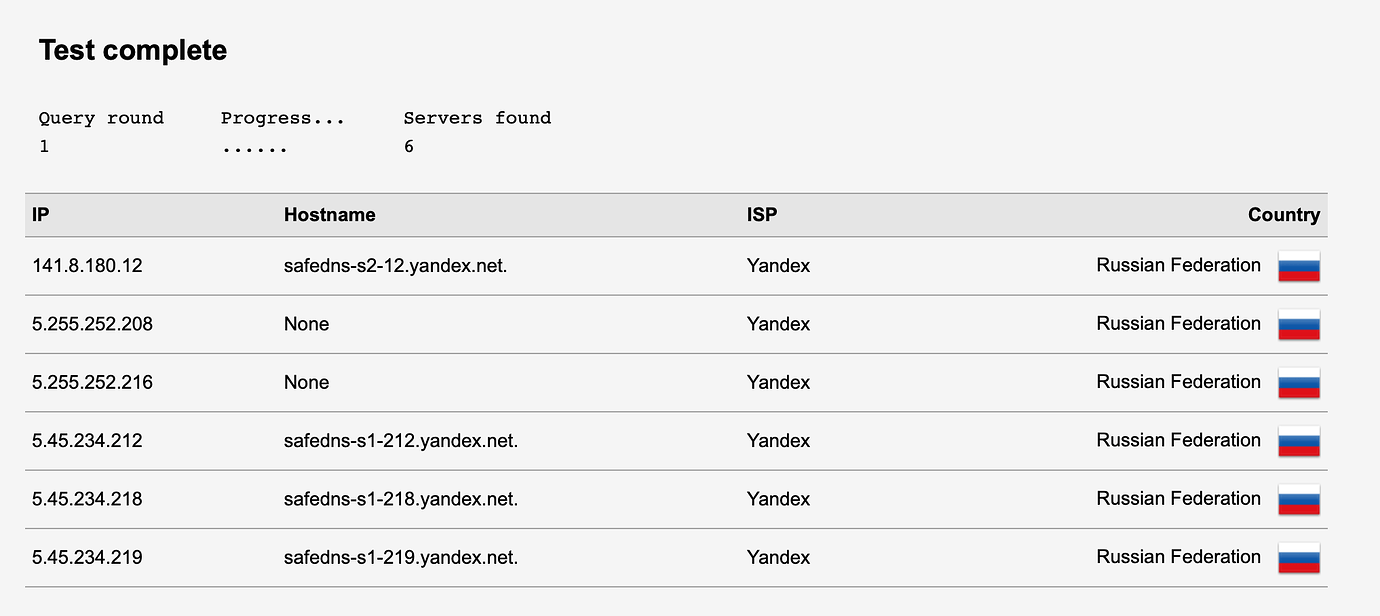 Test complete
Query round Progress... Servers found
1 ...... 6
IP Hostname ISP Country
141.8.180.12 safedns-s2-12.yandex.net. Yandex Russian Federation
5.255.252.208 None Yandex Russian Federation
5.255.252.216 None Yandex Russian Federation
5.45.234.212 safedns-s1-212.yandex.net. Yandex Russian Federation
5.45.234.218 safedns-s1-218.yandex.net. Yandex Russian Federation
5.45.234.219 safedns-s1-219.yandex.net. Yandex Russian Federation